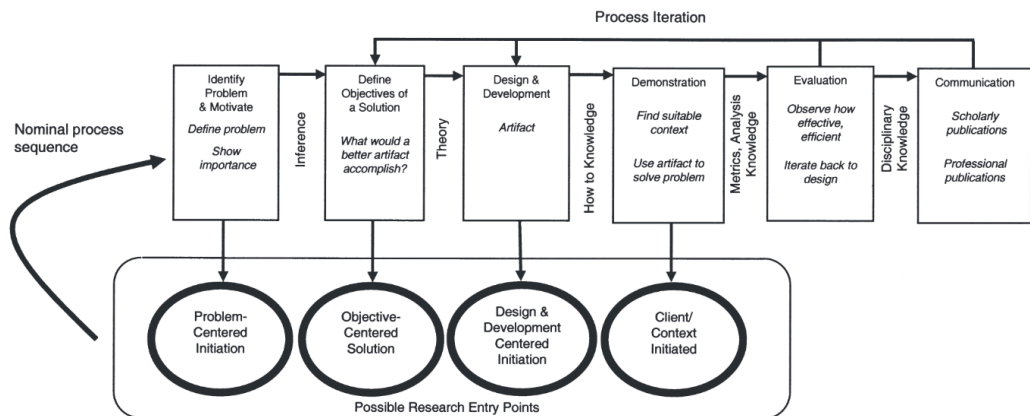 Process Iteration
Nominal process
sequence
Identify
Problem
& Motivate
Define problem
Show
importance
Inference
Define
Objectives of
a Solution
What would a
better artifact
accomplish?
Theory
Design &
Development
Artifact
How to Knowledge
Demonstration
Find suitable
context
Use artifact to
solve problem
Metrics, Analysis
Knowledge
Evaluation
Observe how
effective,
efficient
Iterate back to
design
Disciplinary
Knowledge
Communication
Scholarly
publications
Professional
publications
Problem-
Centered
Initiation
Objective-
Centered
Solution
Design &
Development
Centered
Initiation
Client/
Context
Initiated
Possible Research Entry Points